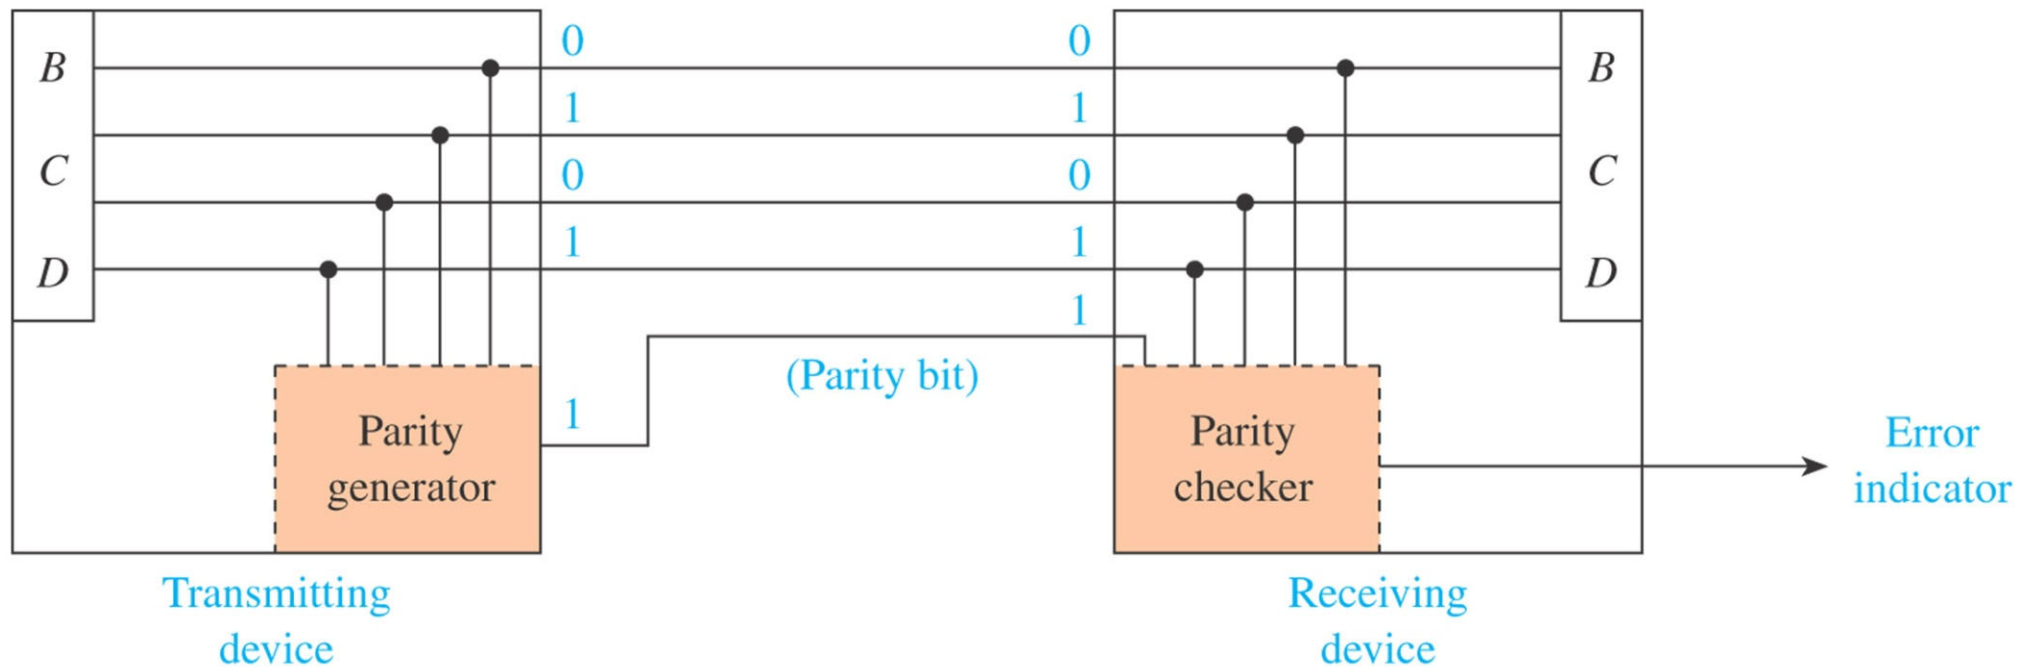 B
0
0
B
1
1
C
0
0
C
1
1
D
D
1
(Parity bit)
1
Parity
generator
Parity
checker
Error
indicator
Transmitting
device
Receiving
device